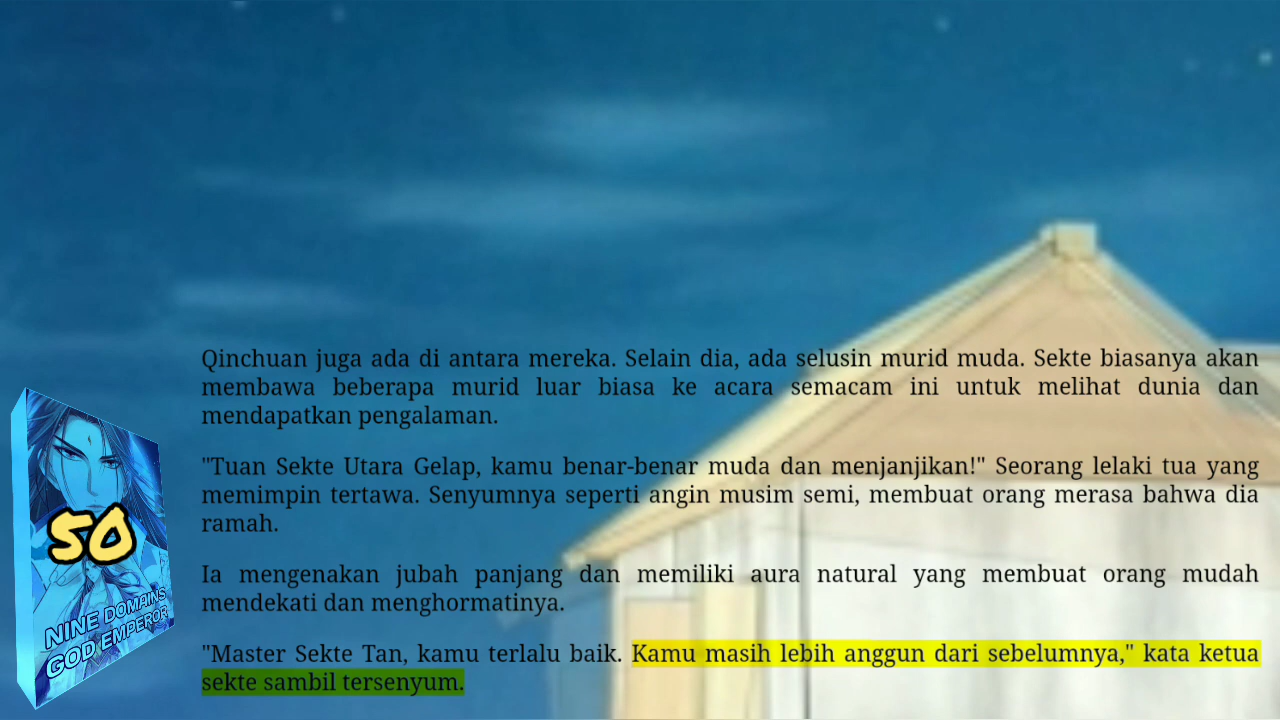 Qinchuan juga ada di antara mereka. Selain dia, ada selusin murid muda. Sekte biasanya akan
membawa beberapa murid luar biasa ke acara semacam ini untuk melihat dunia dan
mendapatkan pengalaman.
"Tuan Sekte Utara Gelap, kamu benar-benar muda dan menjanjikan!" Seorang lelaki tua yang
memimpin tertawa. Senyumnya seperti angin musim semi, membuat orang merasa bahwa dia
ramah.
Ia mengenakan jubah panjang dan memiliki aura natural yang membuat orang mudah
mendekati dan menghormatinya.
"Master Sekte Tan, kamu terlalu baik. Kamu masih lebih anggun dari sebelumnya," kata ketua
sekte sambil tersenyum.
50
NINE DOMAINS
GOD EMPEROR